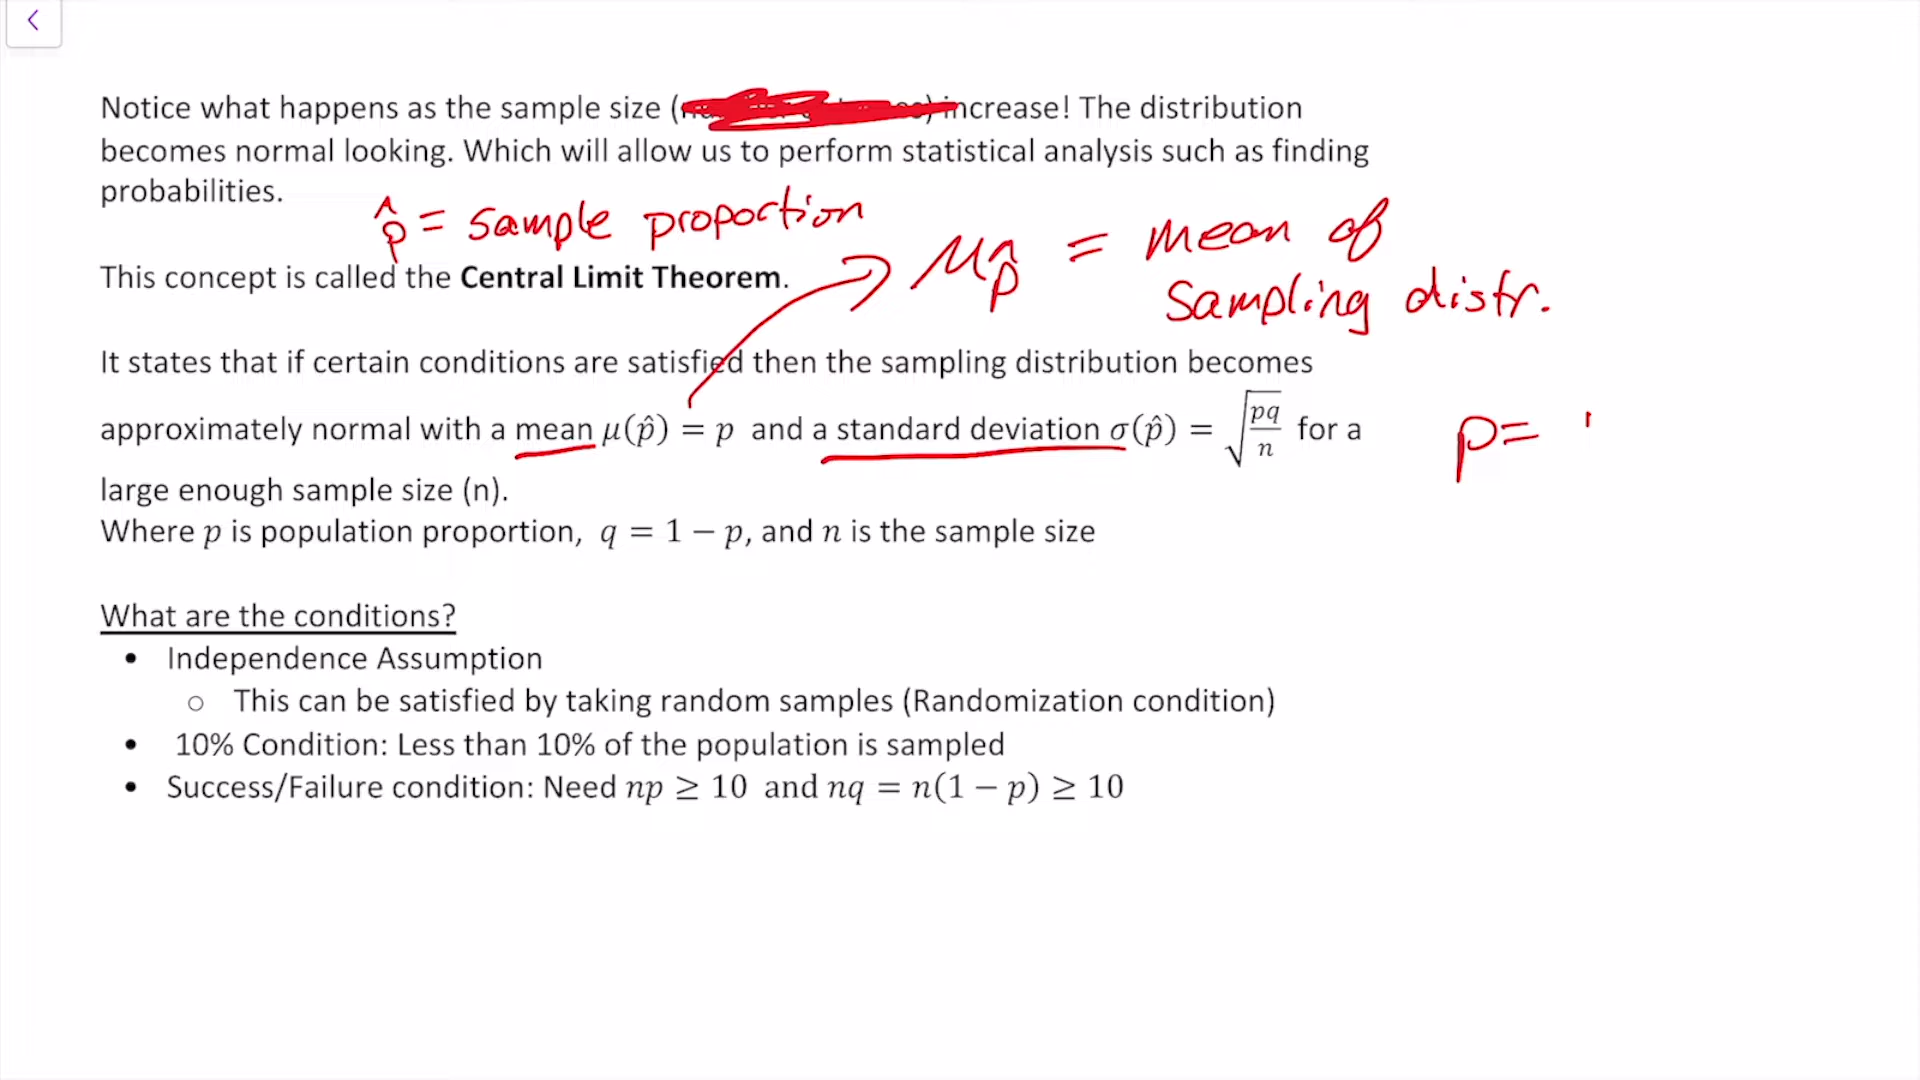 Notice what happens as the sample size ( increase! The distribution
becomes normal looking. Which will allow us to perform statistical analysis such as finding
probabilities.
p̂ = sample proportion
μp̂ = mean of
sampling distr.
This concept is called the Central Limit Theorem.
It states that if certain conditions are satisfied then the sampling distribution becomes
approximately normal with a mean μ(p̂) = p and a standard deviation σ(p̂) = √(pq/n) for a
p =
large enough sample size (n).
Where p is population proportion, q = 1 − p, and n is the sample size
What are the conditions?
• Independence Assumption
○ This can be satisfied by taking random samples (Randomization condition)
• 10% Condition: Less than 10% of the population is sampled
• Success/Failure condition: Need np ≥ 10 and nq = n(1 − p) ≥ 10